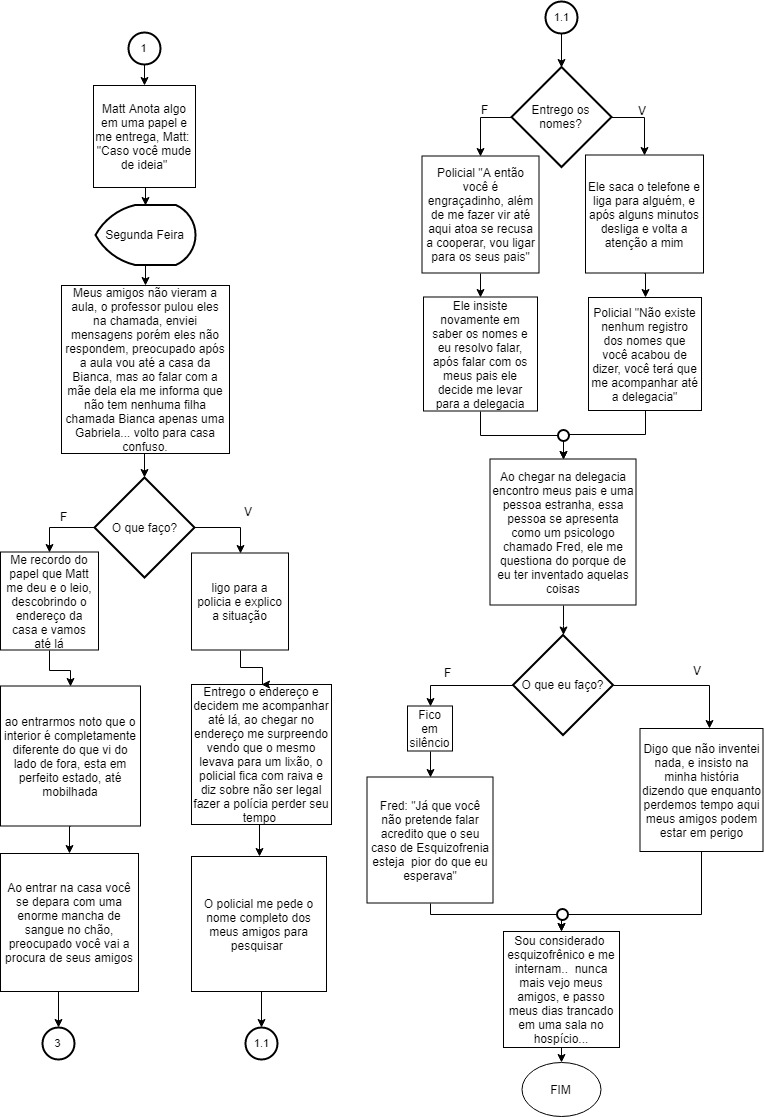 1
Matt Anota algo
em uma papel e
me entrega, Matt:
"Caso você mude
de ideia"
Segunda Feira
Meus amigos não vieram a
aula, o professor pulou eles
na chamada, enviei
mensagens porém eles não
respondem, preocupado após
a aula vou até a casa da
Bianca, mas ao falar com a
mãe dela ela me informa que
não tem nenhuma filha
chamada Bianca apenas uma
Gabriela... volto para casa
confuso.
O que faço?
F
V
Me recordo do
papel que Matt
me deu e o leio,
descobrindo o
endereço da
casa e vamos
até lá
ligo para a
policia e explico
a situação
ao entrarmos noto que o
interior é completamente
diferente do que vi do
lado de fora, esta em
perfeito estado, até
mobilhada
Entrego o endereço e
decidem me acompanhar
até lá, ao chegar no
endereço me surpreendo
vendo que o mesmo
levava para um lixão, o
policial fica com raiva e
diz sobre não ser legal
fazer a polícia perder seu
tempo
Ao entrar na casa você
se depara com uma
enorme mancha de
sangue no chão,
preocupado você vai a
procura de seus amigos
O policial me pede o
nome completo dos
meus amigos para
pesquisar
3
1.1
1.1
Entrego os
nomes?
F
V
Policial "A então
você é
engraçadinho, além
de me fazer vir até
aqui atoa se recusa
a cooperar, vou ligar
para os seus pais"
Ele saca o telefone e
liga para alguém, e
após alguns minutos
desliga e volta a
atenção a mim
Ele insiste
novamente em
saber os nomes e
eu resolvo falar,
após falar com os
meus pais ele
decide me levar
para a delegacia
Policial "Não existe
nenhum registro
dos nomes que
você acabou de
dizer, você terá que
me acompanhar até
a delegacia"
Ao chegar na delegacia
encontro meus pais e uma
pessoa estranha, essa
pessoa se apresenta
como um psicologo
chamado Fred, ele me
questiona do porque de
eu ter inventado aquelas
coisas
O que eu faço?
F
V
Fico
em
silêncio
Digo que não inventei
nada, e insisto na
minha história
dizendo que enquanto
perdemos tempo aqui
meus amigos podem
estar em perigo
Fred: "Já que você
não pretende falar
acredito que o seu
caso de Esquizofrenia
esteja pior do que eu
esperava"
Sou considerado
esquizofrênico e me
internam.. nunca
mais vejo meus
amigos, e passo
meus dias trancado
em uma sala no
hospício...
FIM